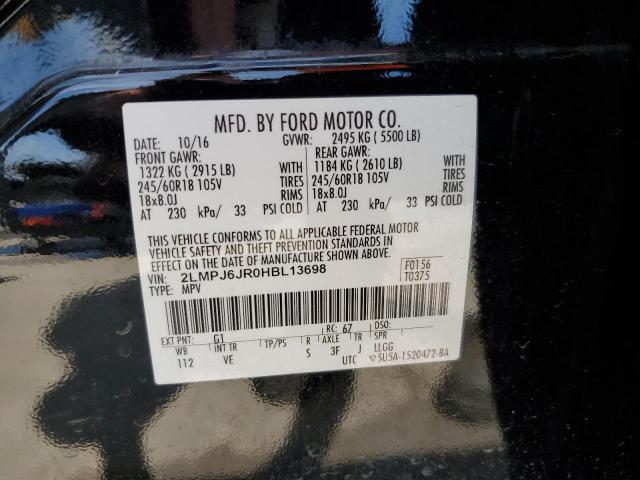 MFD. BY FORD MOTOR CO.
DATE: 10/16 GVWR: 2495 KG ( 5500 LB)
FRONT GAWR: REAR GAWR:
1322 KG ( 2915 LB) WITH 1184 KG ( 2610 LB) WITH
245/60R18 105V TIRES 245/60R18 105V TIRES
18x8.0J RIMS 18x8.0J RIMS
AT 230 kPa/ 33 PSI COLD AT 230 kPa/ 33 PSI COLD
THIS VEHICLE CONFORMS TO ALL APPLICABLE FEDERAL MOTOR
VEHICLE SAFETY AND THEFT PREVENTION STANDARDS IN
EFFECT ON THE DATE OF MANUFACTURE SHOWN ABOVE.
VIN: 2LMPJ6JR0HBL13698 F0156
TYPE: MPV T0375
EXT PNT: G1 RC: 67 DSO:
WB INT TR TP/PS R AXLE TR SPR
112 VE S 3F J LLGG
UTC 5U5A-1520472-BA